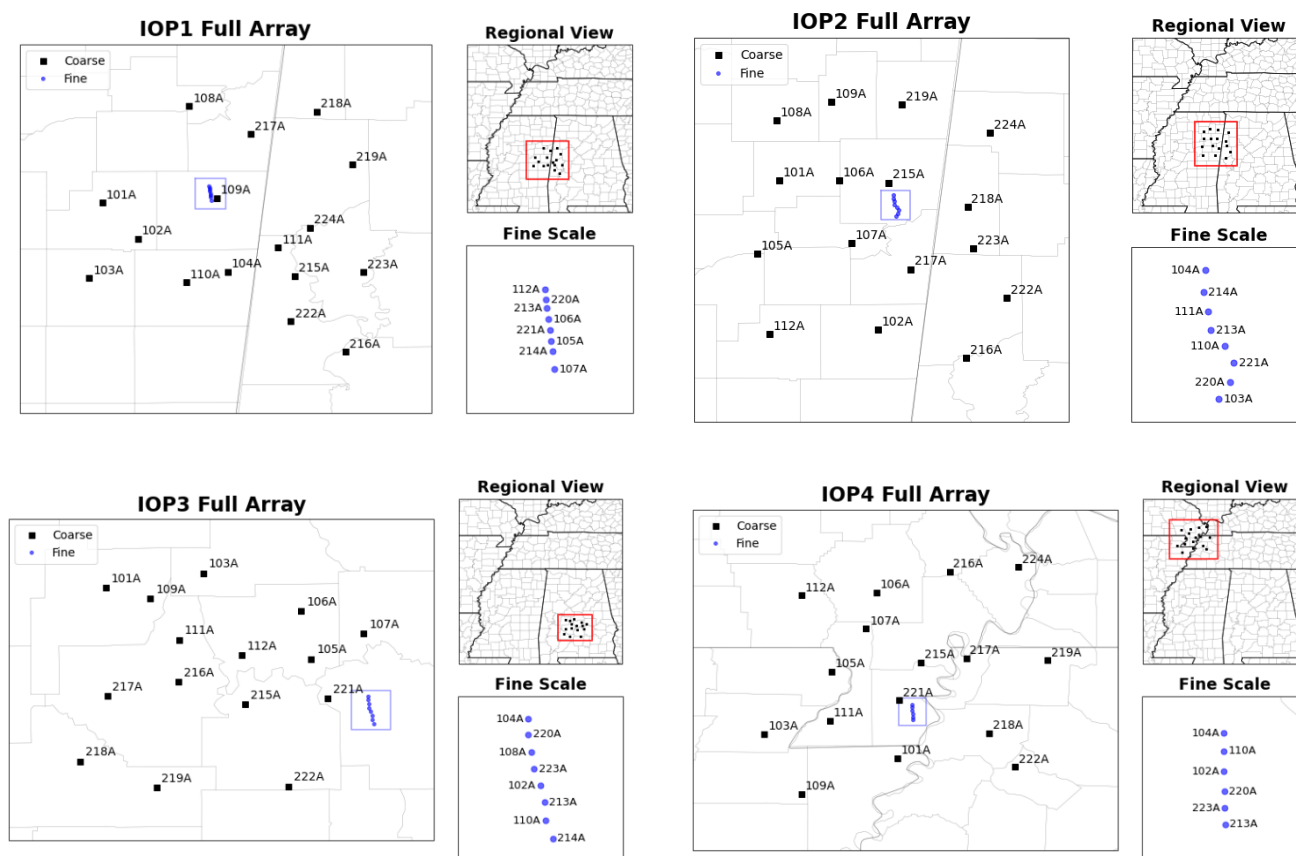 IOP1 Full Array
Coarse
Fine
108A
218A
217A
219A
109A
101A
224A
102A
111A
104A
103A
110A
215A
223A
222A
216A
Regional View
Fine Scale
112A
220A
213A
106A
221A
105A
214A
107A
IOP2 Full Array
Coarse
Fine
109A
219A
108A
224A
101A
106A
215A
218A
107A
223A
105A
217A
222A
112A
102A
216A
Regional View
Fine Scale
104A
214A
111A
213A
110A
221A
220A
103A
IOP3 Full Array
Coarse
Fine
103A
101A
109A
106A
107A
111A
112A
105A
216A
217A
215A
221A
218A
219A
222A
Regional View
Fine Scale
104A
220A
108A
223A
102A
213A
110A
214A
IOP4 Full Array
Coarse
Fine
216A
224A
112A
106A
107A
215A
217A
219A
105A
221A
111A
103A
218A
101A
222A
109A
Regional View
Fine Scale
104A
110A
102A
220A
223A
213A